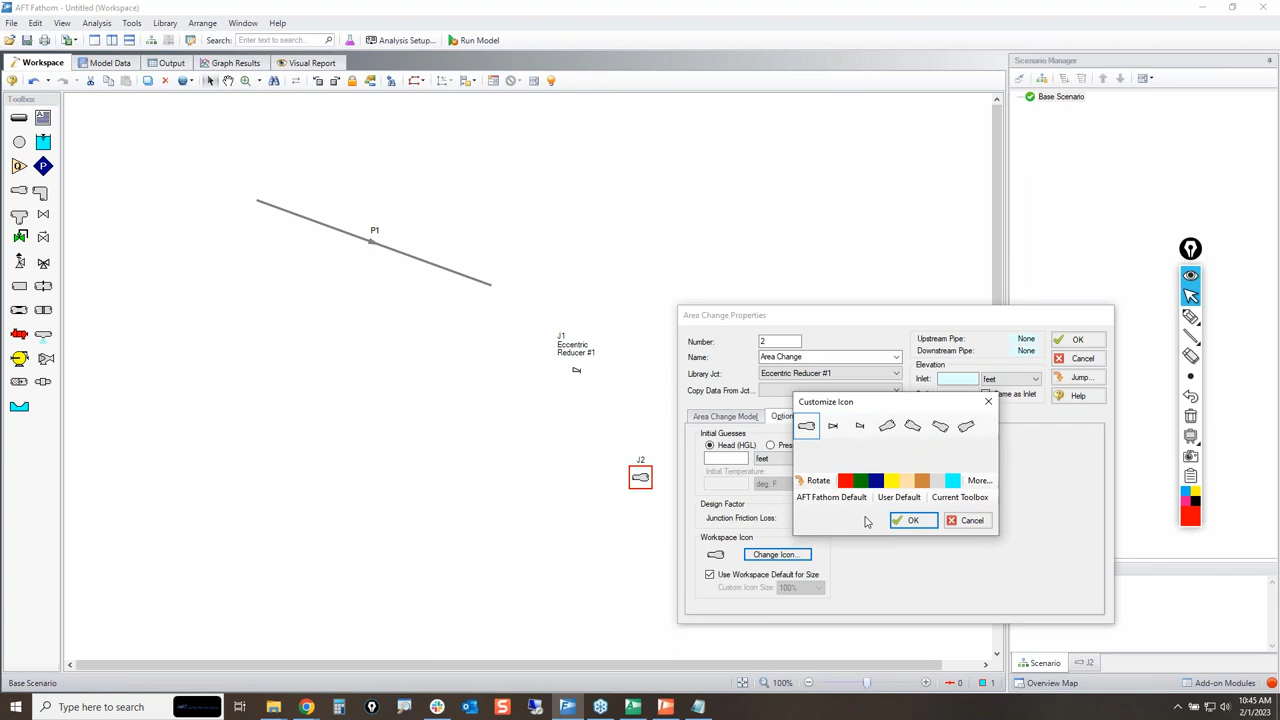 AFT Fathom - Untitled (Workspace)
File Edit View Analysis Tools Library Arrange Window Help
Search: Enter text to search... Analysis Setup... Run Model
Workspace Model Data Output Graph Results Visual Report
Scenario Manager
Toolbox
Base Scenario
P1
J1
Eccentric
Reducer #1
J2
Area Change Properties
Number: 2
Name: Area Change
Library Jct: Eccentric Reducer #1
Copy Data From Jct...
Upstream Pipe: None
Downstream Pipe: None
Elevation
Inlet: feet
ame as Inlet
OK
Cancel
Jump...
Help
Area Change Model Option
Initial Guesses
Head (HGL) Pres
feet
Initial Temperature:
deg. F
Design Factor
Junction Friction Loss:
Workspace Icon
Change Icon...
Use Workspace Default for Size
Custom Icon Size: 100%
Customize Icon
Rotate More...
AFT Fathom Default User Default Current Toolbox
OK Cancel
Scenario J2
Base Scenario
100%
0 1
Overview Map Add-on Modules
Type here to search
10:45 AM
2/1/2023